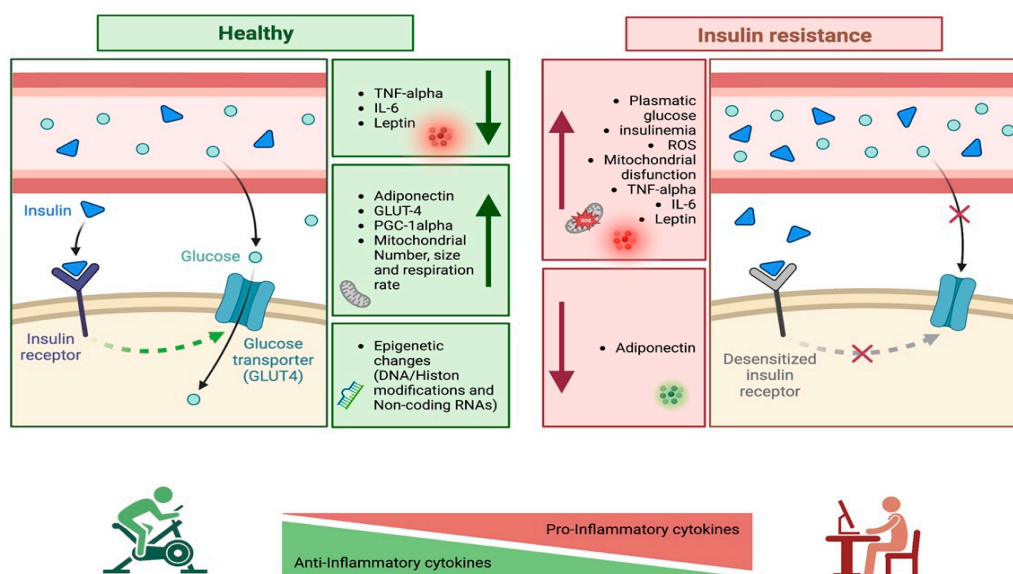 Healthy
TNF-alpha
IL-6
Leptin
Insulin
Glucose
Insulin
receptor
Glucose
transporter
(GLUT4)
Adiponectin
GLUT-4
PGC-1alpha
Mitochondrial
Number, size
and respiration
rate
Epigenetic
changes
(DNA/Histon
modifications and
Non-coding RNAs)
Insulin resistance
Plasmatic
glucose
insulinemia
ROS
Mitochondrial
disfunction
TNF-alpha
IL-6
Leptin
ROS
Adiponectin
Desensitized
insulin
receptor
Pro-Inflammatory cytokines
Anti-Inflammatory cytokines